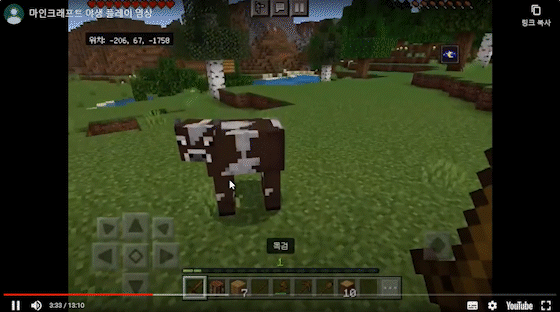 마인크래프트 야생 플레이 영상
링크 복사
위치: -206, 67, -1758
목검
1
7
10
3:33 / 13:10
YouTube